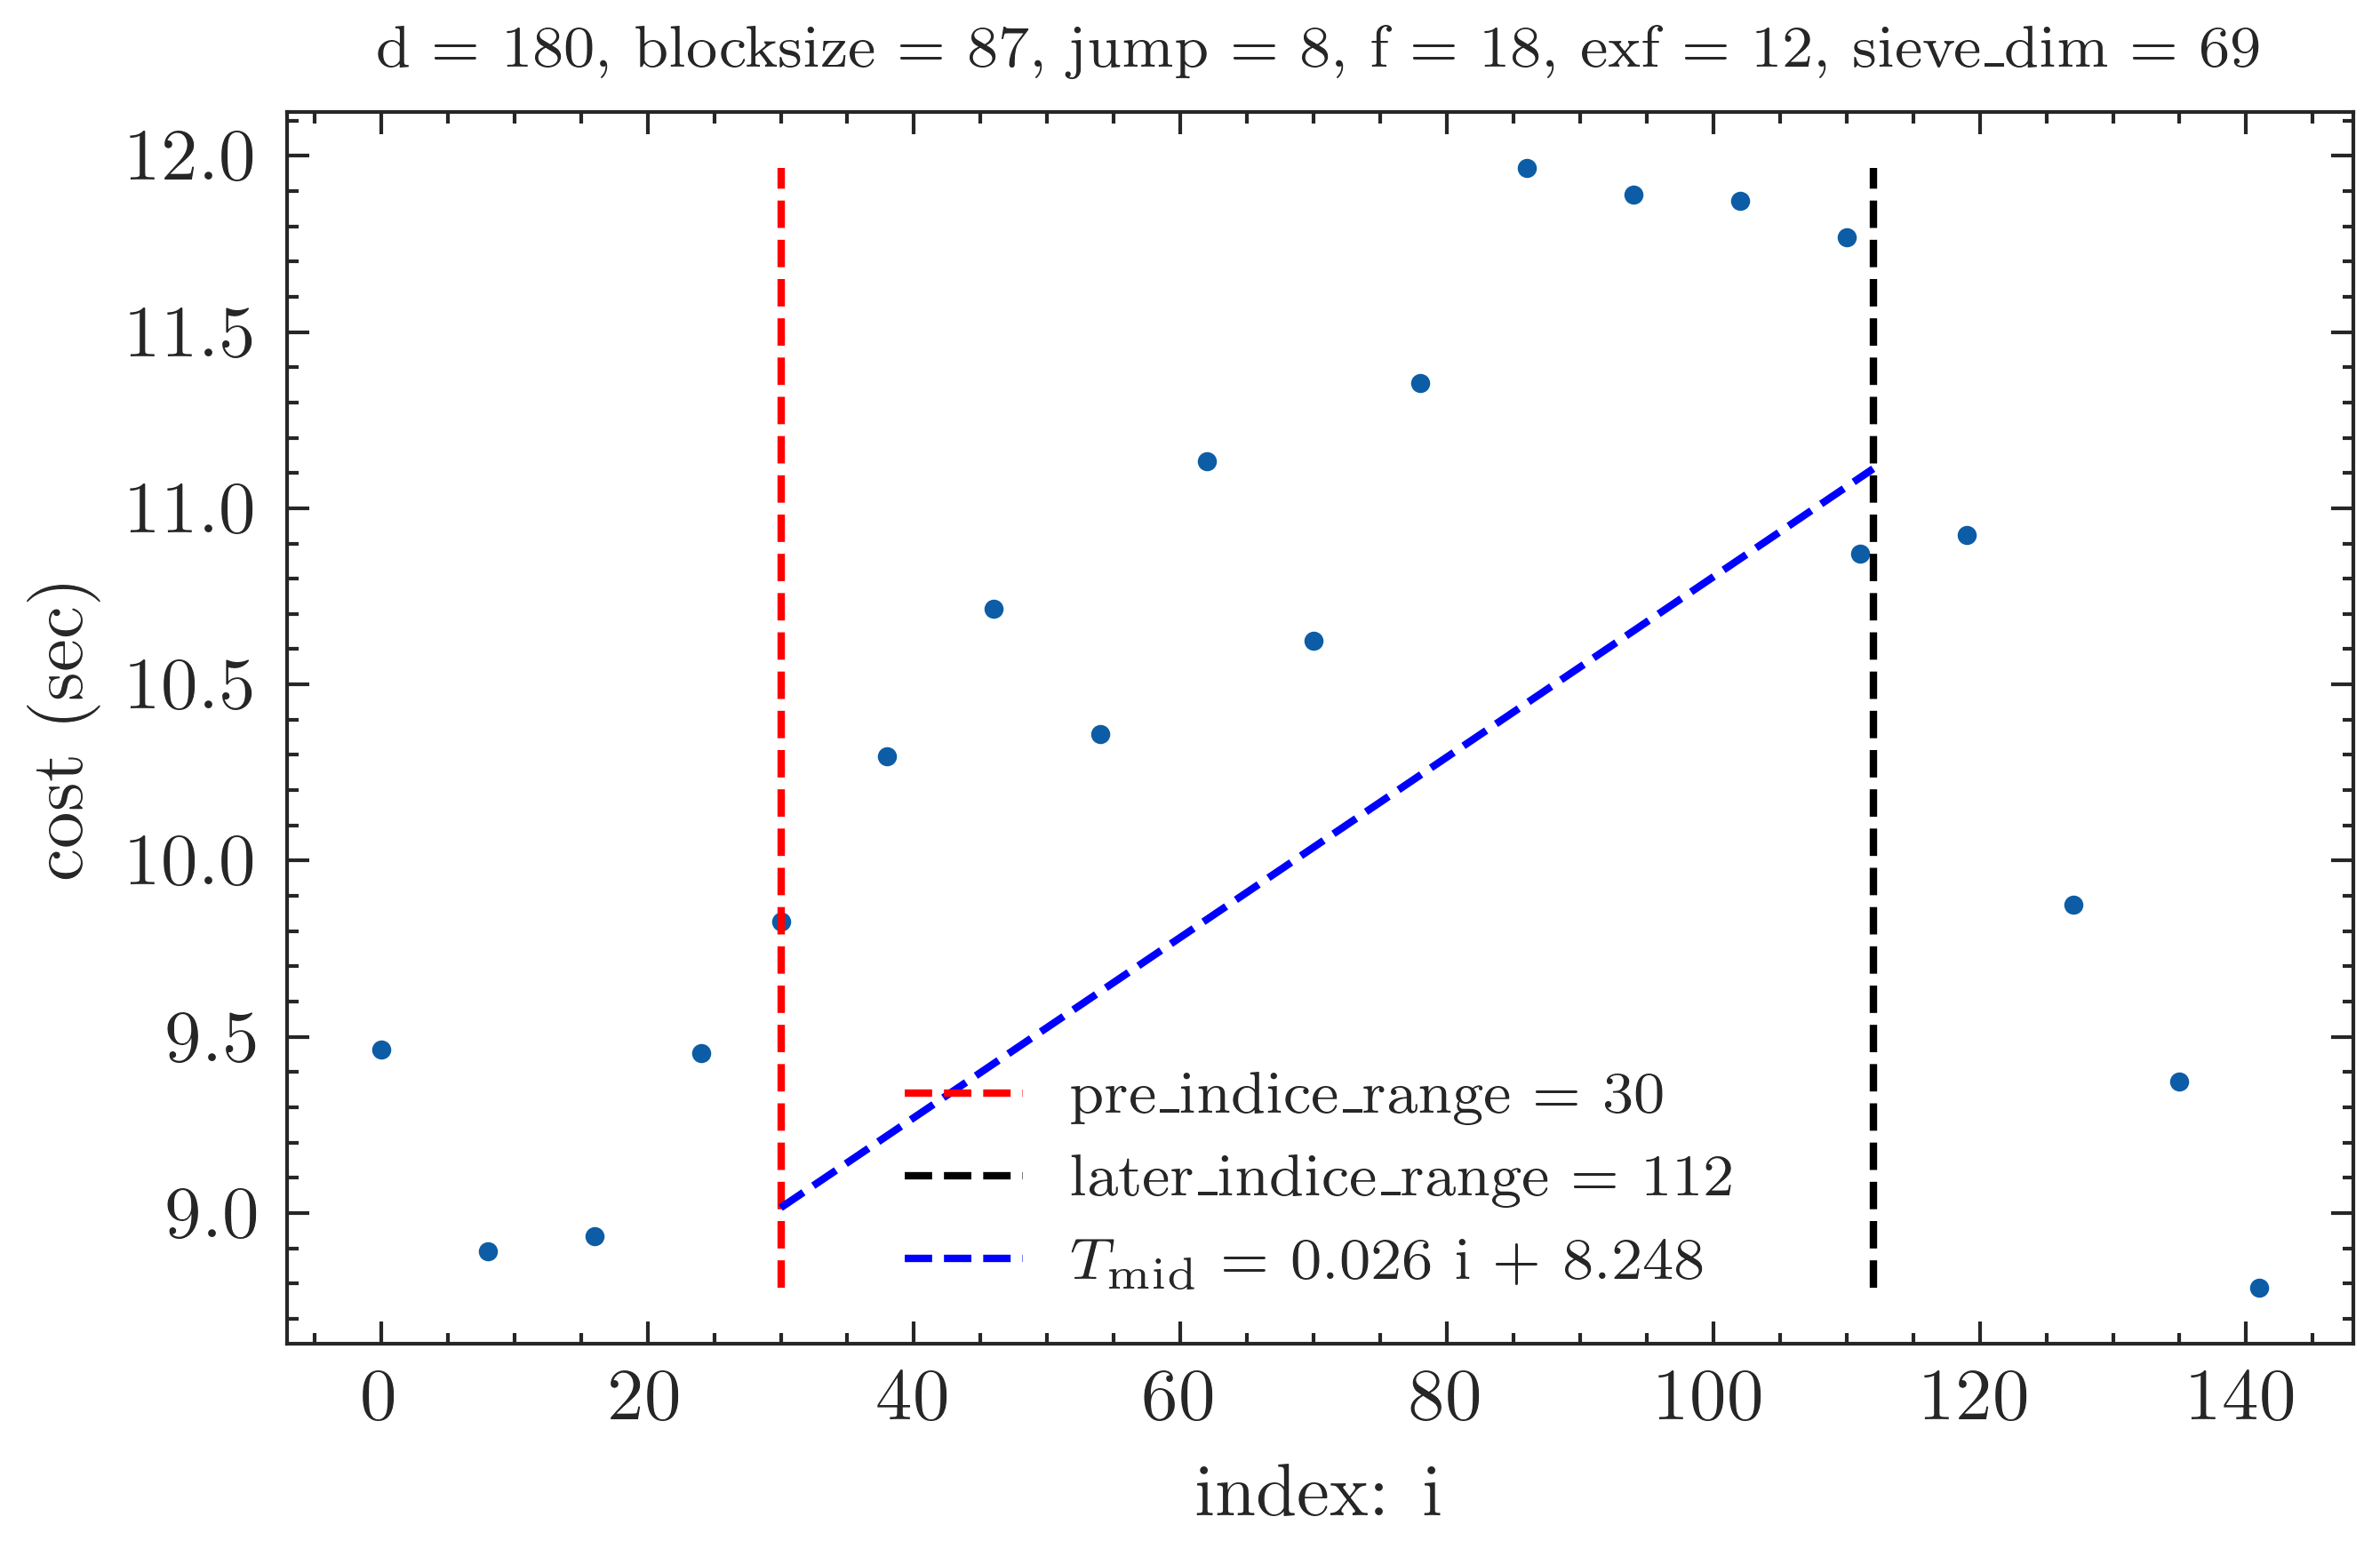 d = 180, blocksize = 87, jump = 8, f = 18, exf = 12, sieve_dim = 69
12.0
11.5
11.0
10.5
10.0
9.5
9.0
cost (sec)
pre_indice_range = 30
later_indice_range = 112
T_mid = 0.026 i + 8.248
0 20 40 60 80 100 120 140
index: i